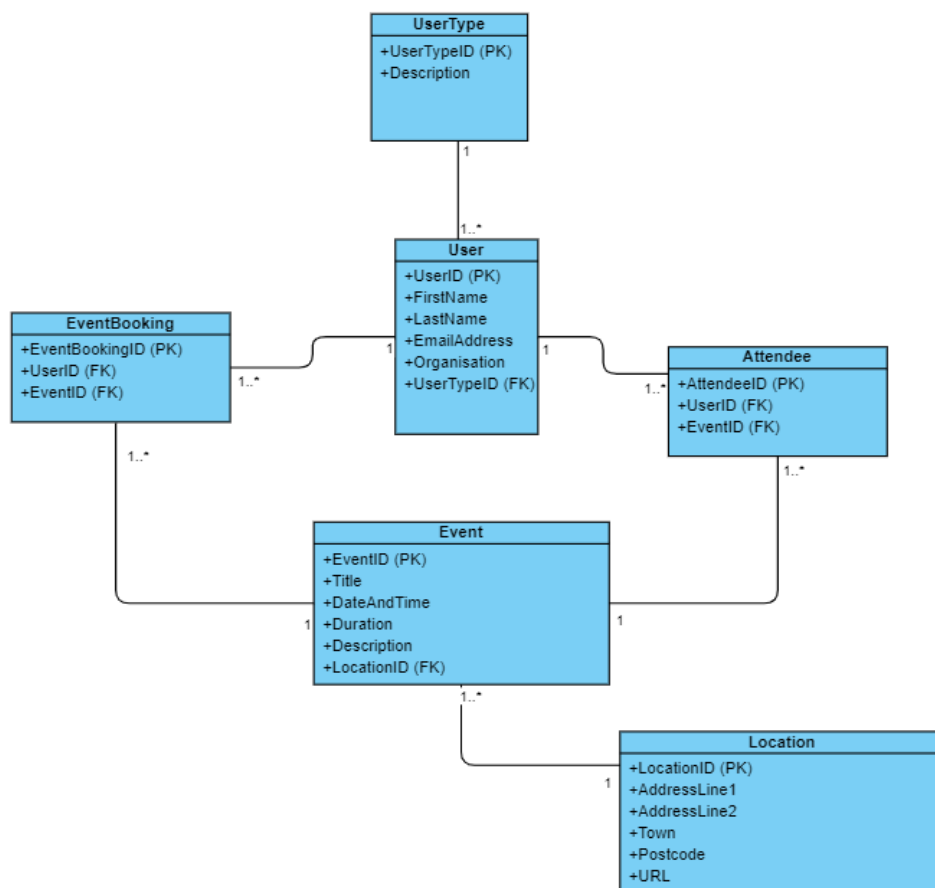 UserType
+UserTypeID (PK)
+Description
1
1..*
User
+UserID (PK)
+FirstName
+LastName
+EmailAddress
+Organisation
+UserTypeID (FK)
1
1
EventBooking
+EventBookingID (PK)
+UserID (FK)
+EventID (FK)
1..*
1..*
Attendee
+AttendeeID (PK)
+UserID (FK)
+EventID (FK)
1..*
1..*
Event
+EventID (PK)
+Title
+DateAndTime
+Duration
+Description
+LocationID (FK)
1
1
1..*
Location
+LocationID (PK)
+AddressLine1
+AddressLine2
+Town
+Postcode
+URL
1